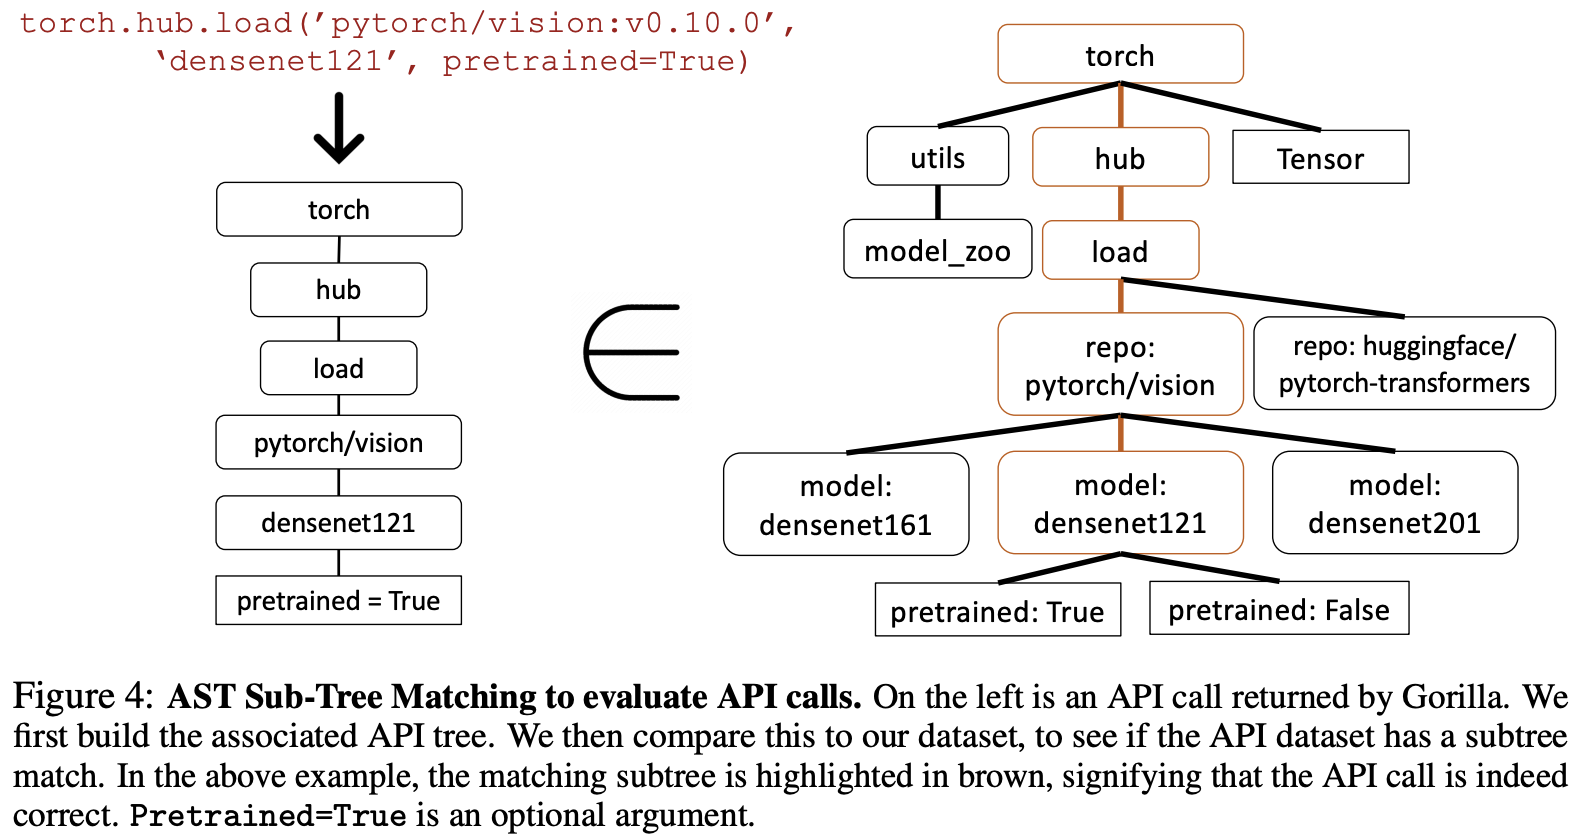 torch.hub.load(’pytorch/vision:v0.10.0’,
‘densenet121’, pretrained=True)
torch
hub
load
pytorch/vision
densenet121
pretrained = True
∈
torch
utils
hub
Tensor
model_zoo
load
repo:
pytorch/vision
repo: huggingface/
pytorch-transformers
model:
densenet161
model:
densenet121
model:
densenet201
pretrained: True
pretrained: False
Figure 4: AST Sub-Tree Matching to evaluate API calls. On the left is an API call returned by Gorilla. We
first build the associated API tree. We then compare this to our dataset, to see if the API dataset has a subtree
match. In the above example, the matching subtree is highlighted in brown, signifying that the API call is indeed
correct. Pretrained=True is an optional argument.